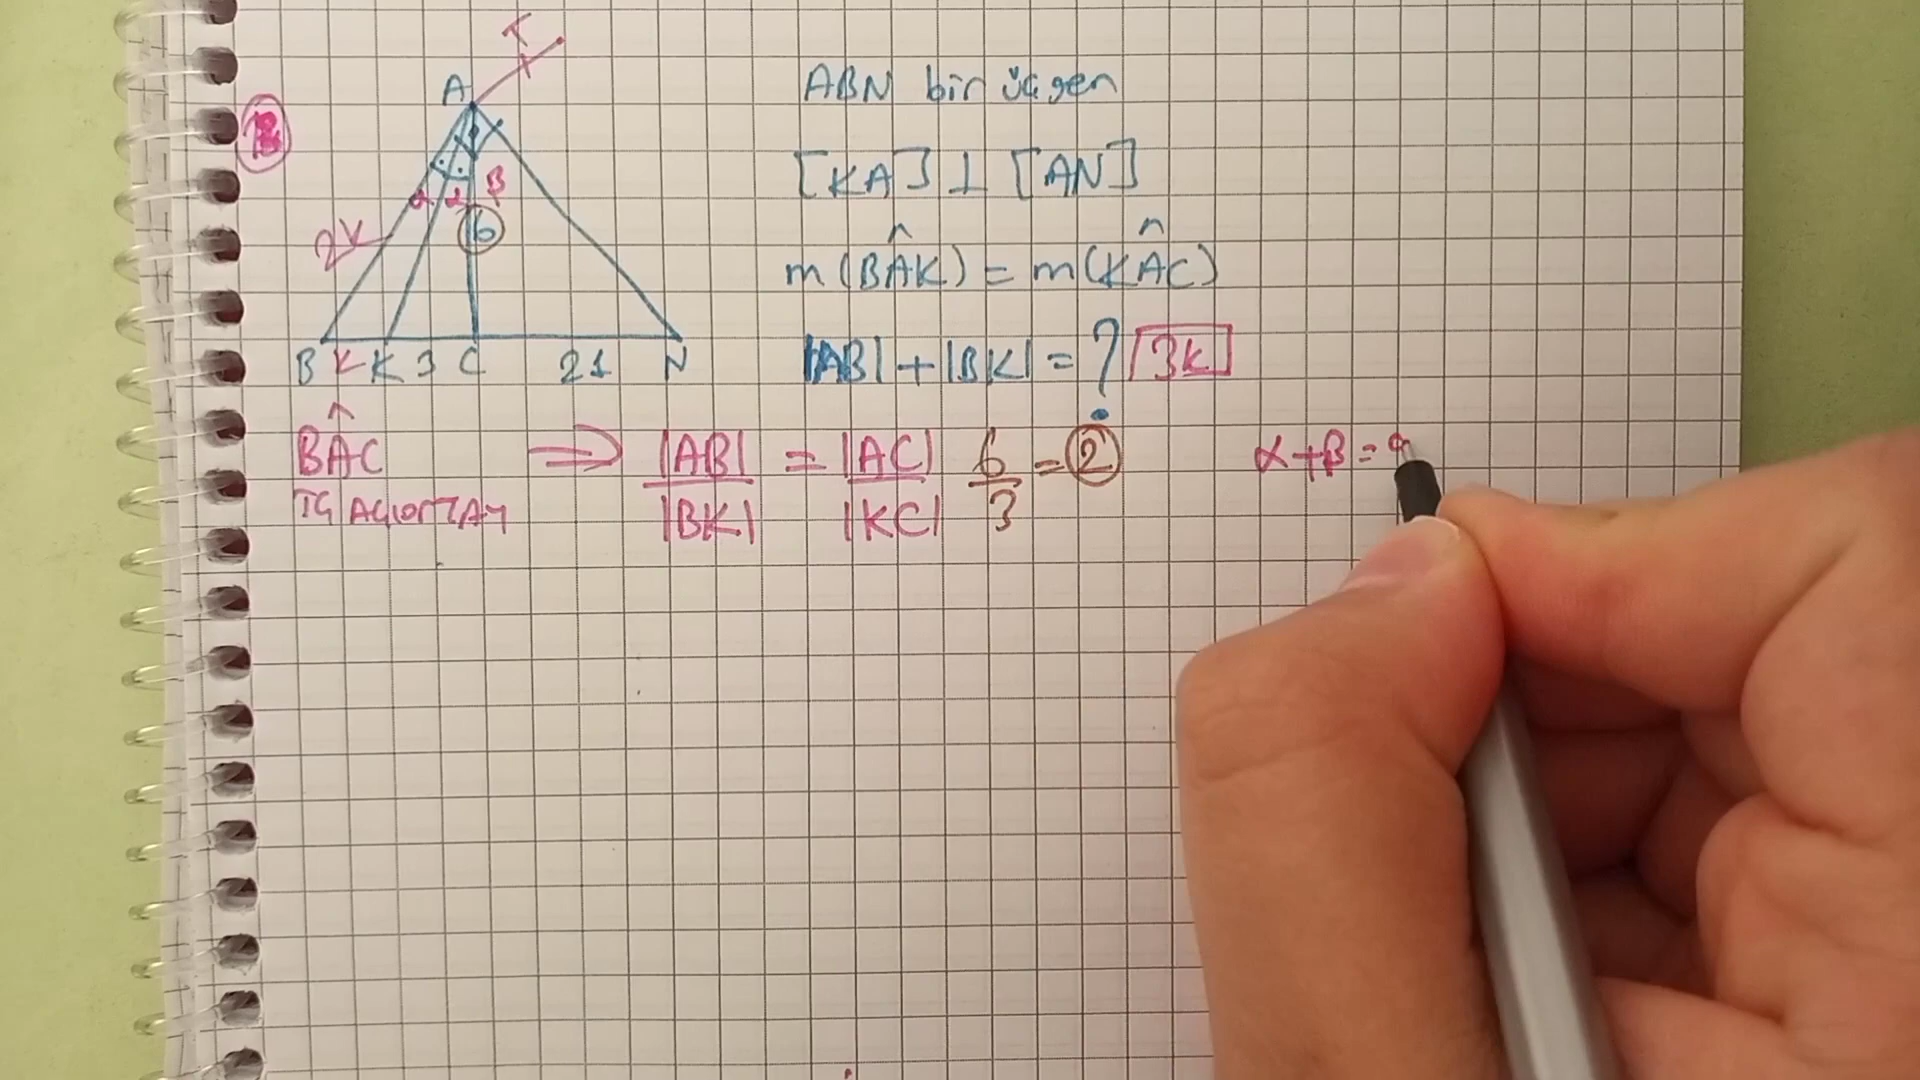 T
A
ABN bir üçgen
[KA] ⊥ [AN]
α α β
2K 6
m(BÂK) = m(KÂC)
B K K 3 C 21 N
|AB| + |BK| = ? 3k
BÂC ⇒ |AB| / |BK| = |AC| / |KC| 6/3 = 2 α+β=9
İÇ AÇIORTAY